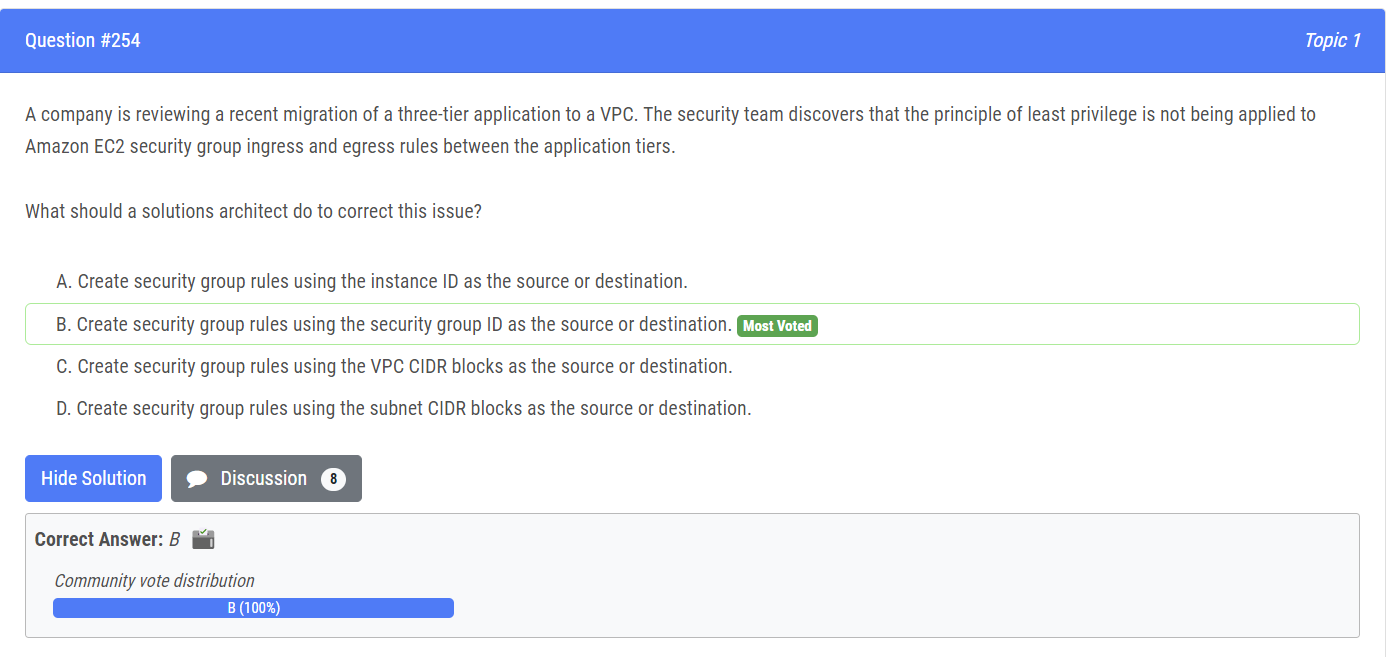 Question #254
Topic 1
A company is reviewing a recent migration of a three-tier application to a VPC. The security team discovers that the principle of least privilege is not being applied to
Amazon EC2 security group ingress and egress rules between the application tiers.
What should a solutions architect do to correct this issue?
A. Create security group rules using the instance ID as the source or destination.
B. Create security group rules using the security group ID as the source or destination. Most Voted
C. Create security group rules using the VPC CIDR blocks as the source or destination.
D. Create security group rules using the subnet CIDR blocks as the source or destination.
Hide Solution
Discussion 8
Correct Answer: B
Community vote distribution
B (100%)